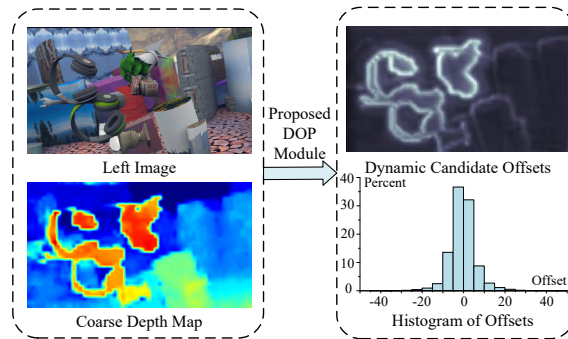 Left Image
Coarse Depth Map
Proposed
DOP
Module
Dynamic Candidate Offsets
Percent
40
30
20
10
0
Offset
-40 -20 0 20 40
Histogram of Offsets